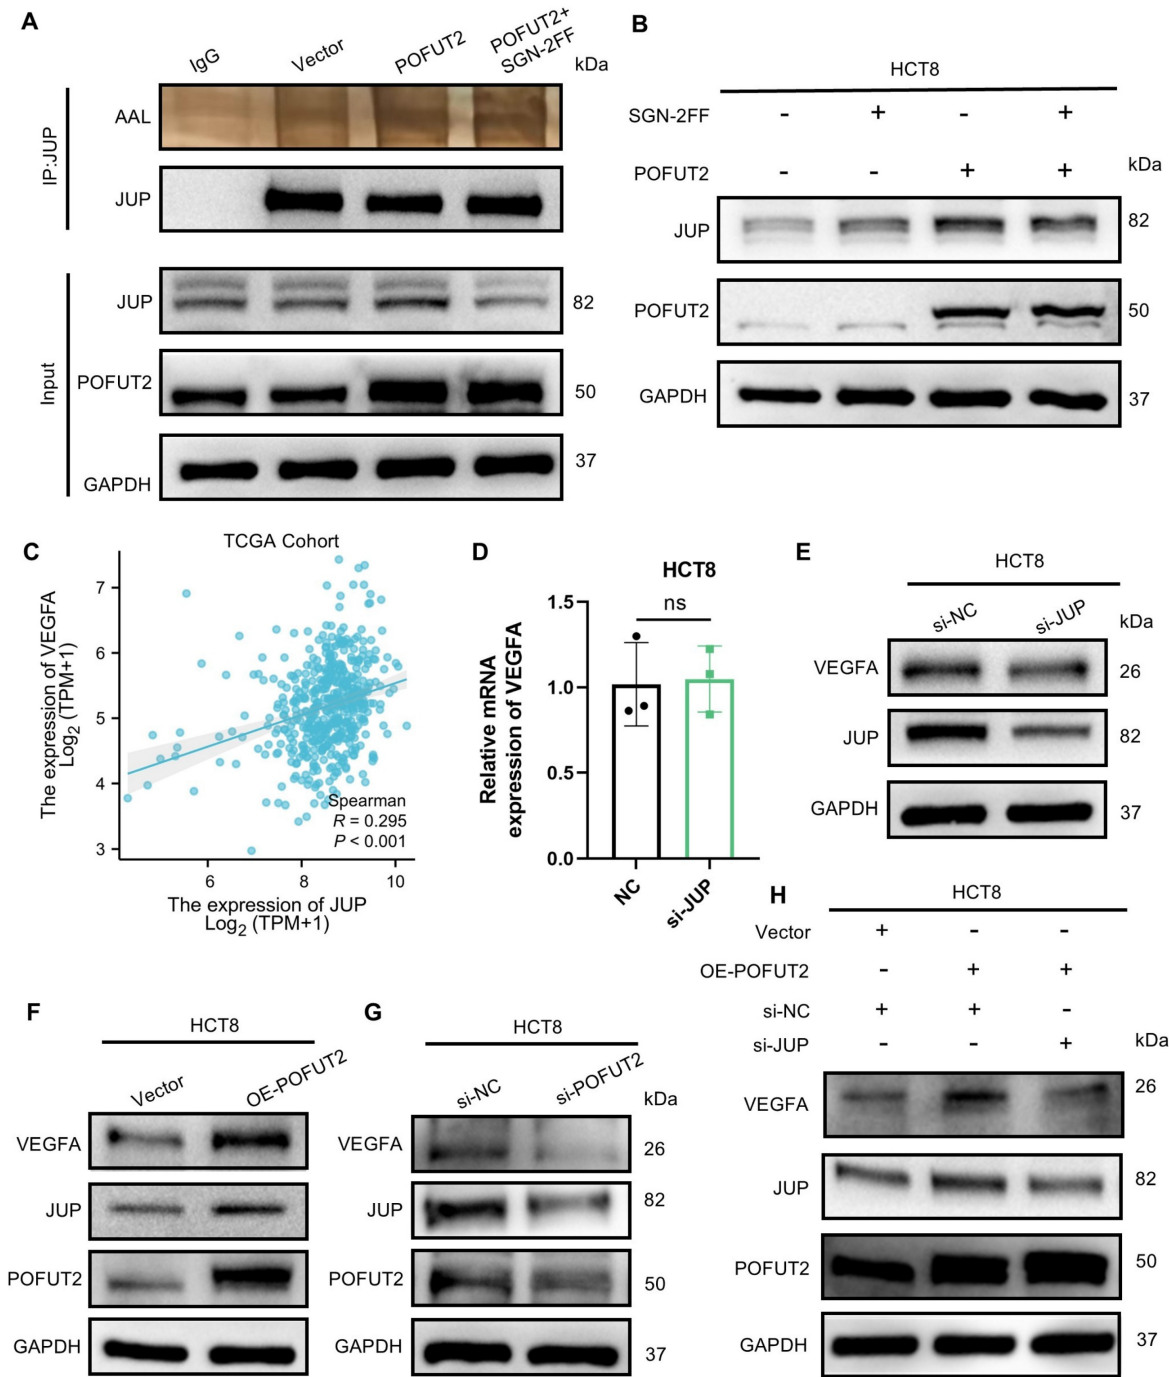 A
IgG
Vector
POFUT2
POFUT2+
SGN-2FF
kDa
IP:JUP
AAL
JUP
Input
JUP
82
POFUT2
50
GAPDH
37
B
HCT8
SGN-2FF - + - +
POFUT2 - - + +
kDa
JUP
82
POFUT2
50
GAPDH
37
C
TCGA Cohort
The expression of VEGFA
Log2 (TPM+1)
7
6
5
4
3
Spearman
R = 0.295
P < 0.001
6 8 10
The expression of JUP
Log2 (TPM+1)
D
HCT8
ns
Relative mRNA
expression of VEGFA
1.5
1.0
0.5
0.0
NC
si-JUP
E
HCT8
si-NC
si-JUP
kDa
VEGFA
26
JUP
82
GAPDH
37
F
HCT8
Vector
OE-POFUT2
VEGFA
JUP
POFUT2
GAPDH
G
HCT8
si-NC
si-POFUT2
kDa
VEGFA
26
JUP
82
POFUT2
50
GAPDH
37
H
HCT8
Vector + - -
OE-POFUT2 - + +
si-NC + + -
si-JUP - - +
kDa
VEGFA
26
JUP
82
POFUT2
50
GAPDH
37